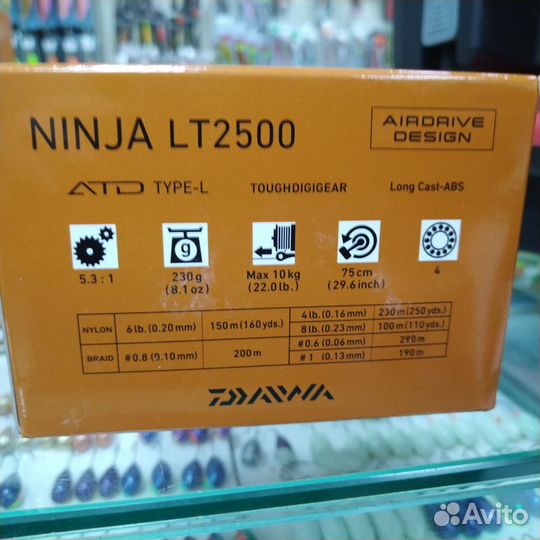 NINJA LT2500
AIRDRIVE
DESIGN
ATD TYPE-L TOUGHDIGIGEAR Long Cast-ABS
g
5.3 : 1 230g Max 10kg 75cm 4
(8.1 oz) (22.0 lb.) (29.6 inch)
NYLON 6 lb. (0.20 mm) 150 m (160 yds.) 4 lb. (0.16 mm) 230 m (250 yds.)
8 lb. (0.23 mm) 100 m (110 yds.)
BRAID #0.8 (9.10 mm) 200 m #0.6 (0.06 mm) 290 m
#1 (0.13 mm) 190 m
DAIWA
Avito